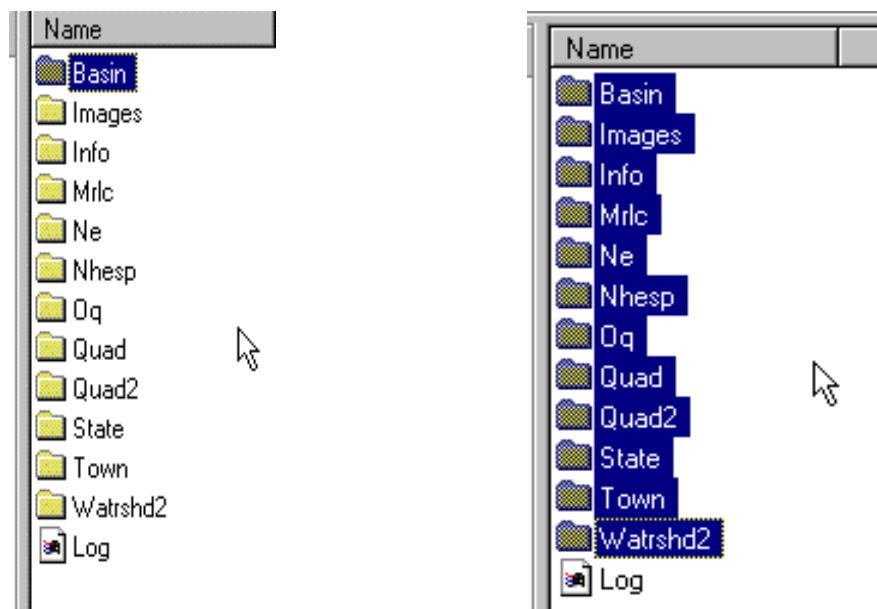 Name
Basin
Images
Info
Mrlc
Ne
Nhesp
Oq
Quad
Quad2
State
Town
Watrshd2
Log
Name
Basin
Images
Info
Mrlc
Ne
Nhesp
Oq
Quad
Quad2
State
Town
Watrshd2
Log